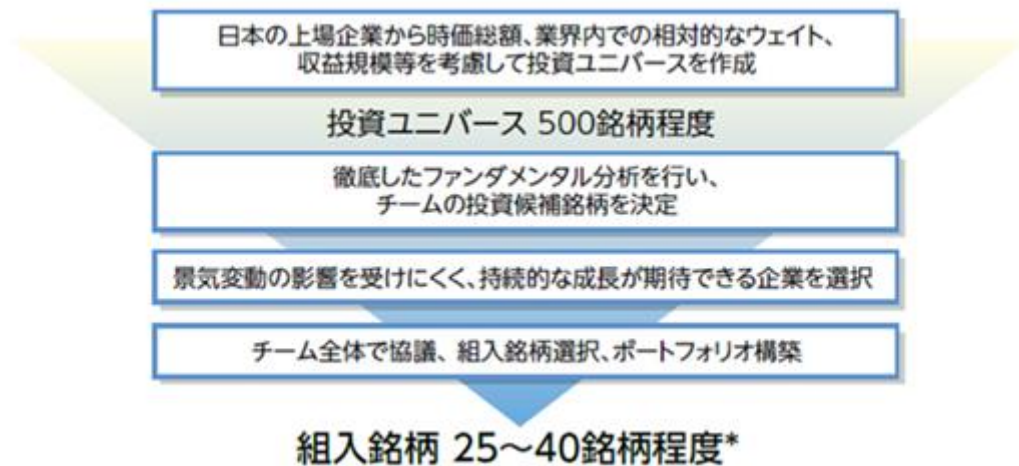 日本の上場企業から時価総額、業界内での相対的なウェイト、
収益規模等を考慮して投資ユニバースを作成
投資ユニバース 500銘柄程度
徹底したファンダメンタル分析を行い、
チームの投資候補銘柄を決定
景気変動の影響を受けにくく、持続的な成長が期待できる企業を選択
チーム全体で協議、組入銘柄選択、ポートフォリオ構築
組入銘柄 25～40銘柄程度*